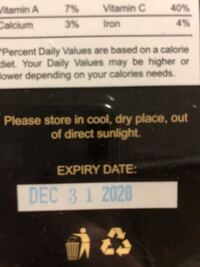 Vitamin A 7% Vitamin C 40%
Calcium 3% Iron 4%
*Percent Daily Values are based on a calorie
diet. Your Daily Values may be higher or
lower depending on your calories needs.
Please store in cool, dry place, out
of direct sunlight.
EXPIRY DATE:
DEC 31 2020